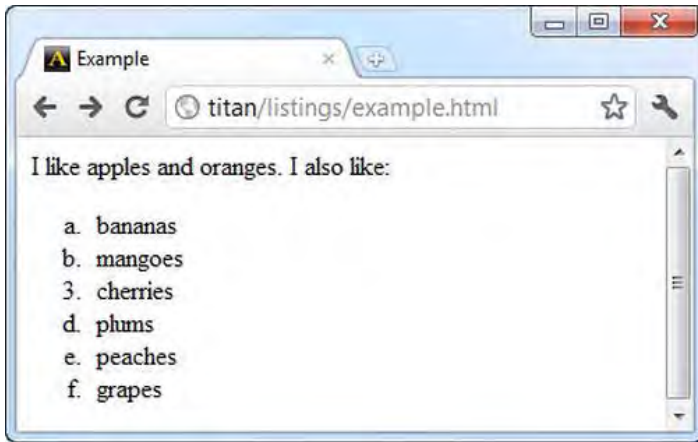 A Example
titan/listings/example.html
I like apples and oranges. I also like:
a. bananas
b. mangoes
3. cherries
d. plums
e. peaches
f. grapes